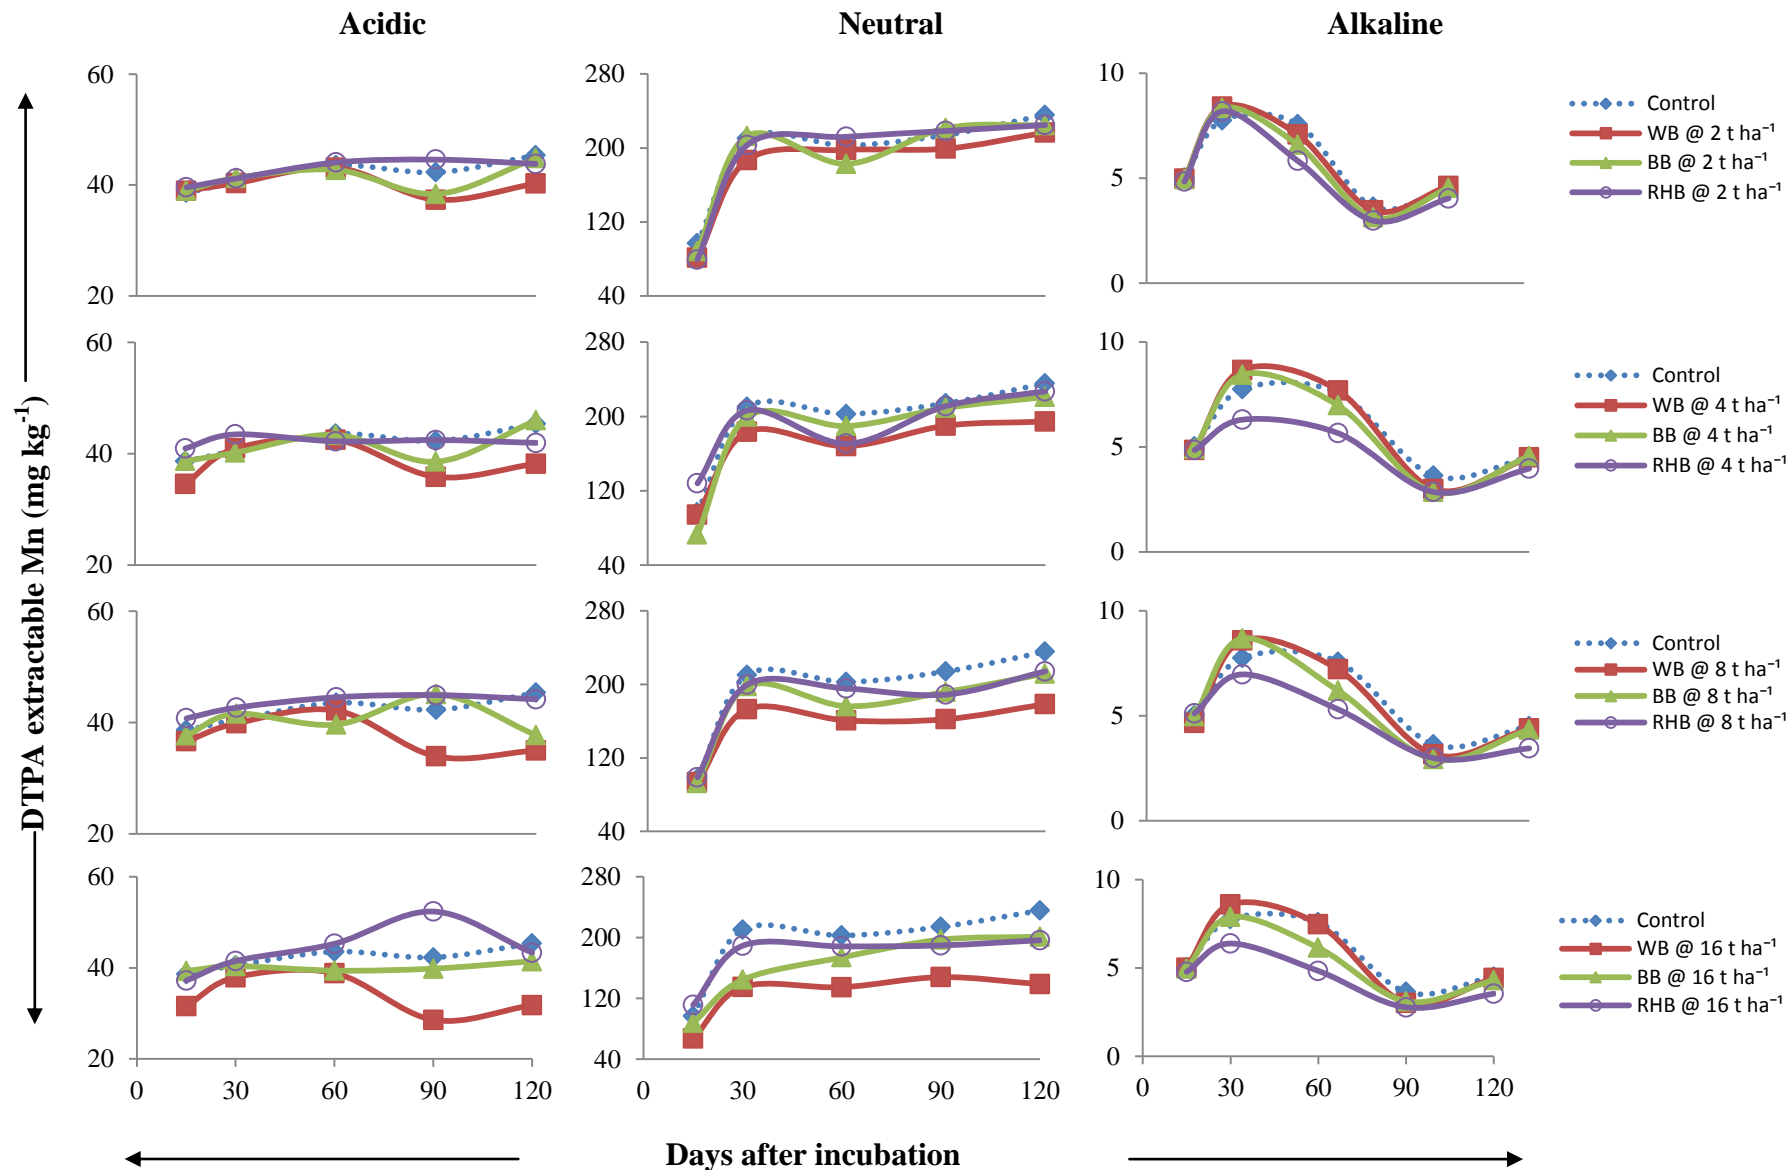 Acidic Neutral Alkaline
DTPA extractable Mn (mg kg⁻¹)
60
40
20
280
200
120
40
10
5
0
Control
WB @ 2 t ha⁻¹
BB @ 2 t ha⁻¹
RHB @ 2 t ha⁻¹
60
40
20
280
200
120
40
10
5
0
Control
WB @ 4 t ha⁻¹
BB @ 4 t ha⁻¹
RHB @ 4 t ha⁻¹
60
40
20
280
200
120
40
10
5
0
Control
WB @ 8 t ha⁻¹
BB @ 8 t ha⁻¹
RHB @ 8 t ha⁻¹
60
40
20
0 30 60 90 120
280
200
120
40
0 30 60 90 120
10
5
0
0 30 60 90 120
Control
WB @ 16 t ha⁻¹
BB @ 16 t ha⁻¹
RHB @ 16 t ha⁻¹
Days after incubation